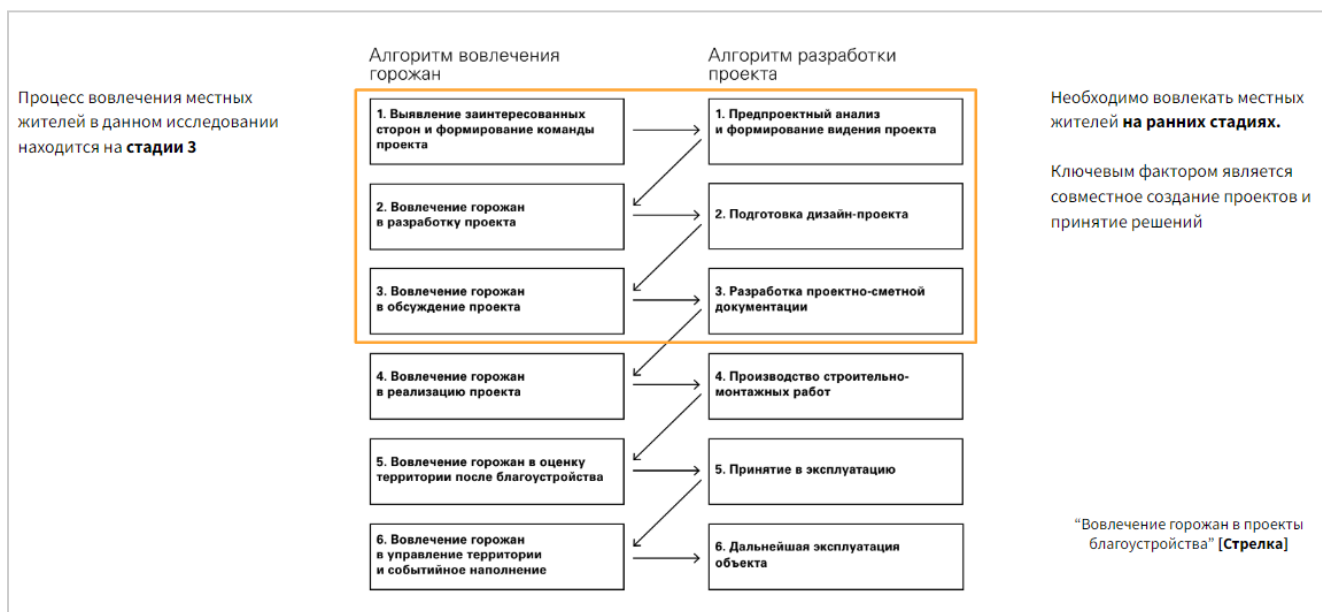 Процесс вовлечения местных
жителей в данном исследовании
находится на стадии 3
Алгоритм вовлечения
горожан
Алгоритм разработки
проекта
1. Выявление заинтересованных
сторон и формирование команды
проекта
1. Предпроектный анализ
и формирование видения проекта
2. Вовлечение горожан
в разработку проекта
2. Подготовка дизайн-проекта
3. Вовлечение горожан
в обсуждение проекта
3. Разработка проектно-сметной
документации
4. Вовлечение горожан
в реализацию проекта
4. Производство строительно-
монтажных работ
5. Вовлечение горожан в оценку
территории после благоустройства
5. Принятие в эксплуатацию
6. Вовлечение горожан
в управление территории
и событийное наполнение
6. Дальнейшая эксплуатация
объекта
Необходимо вовлекать местных
жителей на ранних стадиях.
Ключевым фактором является
совместное создание проектов и
принятие решений
“Вовлечение горожан в проекты
благоустройства” [Стрелка]